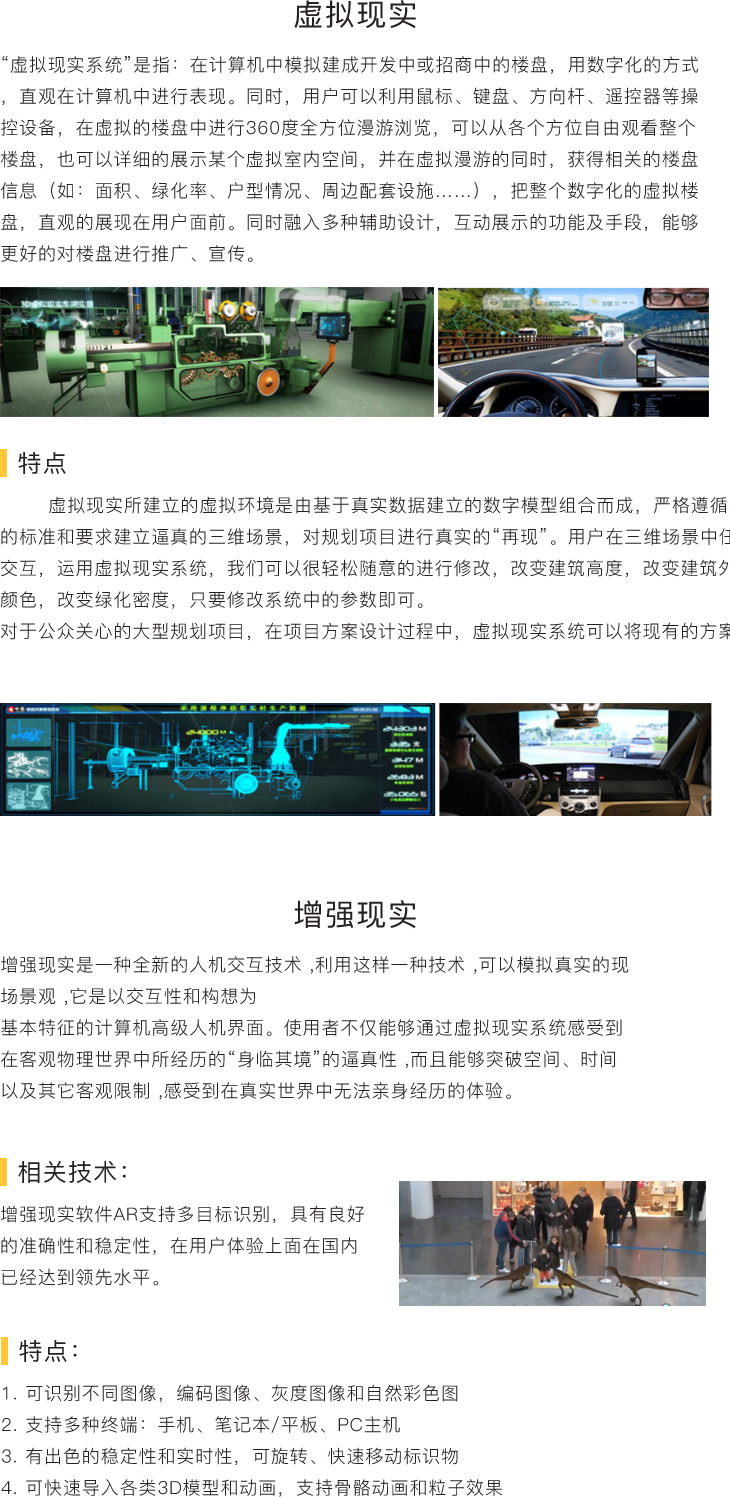 虚拟现实
“虚拟现实系统”是指：在计算机中模拟建成开发中或招商中的楼盘，用数字化的方式
，直观在计算机中进行表现。同时，用户可以利用鼠标、键盘、方向杆、遥控器等操
控设备，在虚拟的楼盘中进行360度全方位漫游浏览，可以从各个方位自由观看整个
楼盘，也可以详细的展示某个虚拟室内空间，并在虚拟漫游的同时，获得相关的楼盘
信息（如：面积、绿化率、户型情况、周边配套设施……），把整个数字化的虚拟楼
盘，直观的展现在用户面前。同时融入多种辅助设计，互动展示的功能及手段，能够
更好的对楼盘进行推广、宣传。
特点
虚拟现实所建立的虚拟环境是由基于真实数据建立的数字模型组合而成，严格遵循
的标准和要求建立逼真的三维场景，对规划项目进行真实的“再现”。用户在三维场景中任
交互，运用虚拟现实系统，我们可以很轻松随意的进行修改，改变建筑高度，改变建筑外
颜色，改变绿化密度，只要修改系统中的参数即可。
对于公众关心的大型规划项目，在项目方案设计过程中，虚拟现实系统可以将现有的方案
采用源程序获取实时生产数据
24000 M
增强现实
增强现实是一种全新的人机交互技术 ,利用这样一种技术 ,可以模拟真实的现
场景观 ,它是以交互性和构想为
基本特征的计算机高级人机界面。使用者不仅能够通过虚拟现实系统感受到
在客观物理世界中所经历的“身临其境”的逼真性 ,而且能够突破空间、时间
以及其它客观限制 ,感受到在真实世界中无法亲身经历的体验。
相关技术：
增强现实软件AR支持多目标识别，具有良好
的准确性和稳定性，在用户体验上面在国内
已经达到领先水平。
特点：
1. 可识别不同图像，编码图像、灰度图像和自然彩色图
2. 支持多种终端：手机、笔记本/平板、PC主机
3. 有出色的稳定性和实时性，可旋转、快速移动标识物
4. 可快速导入各类3D模型和动画，支持骨骼动画和粒子效果